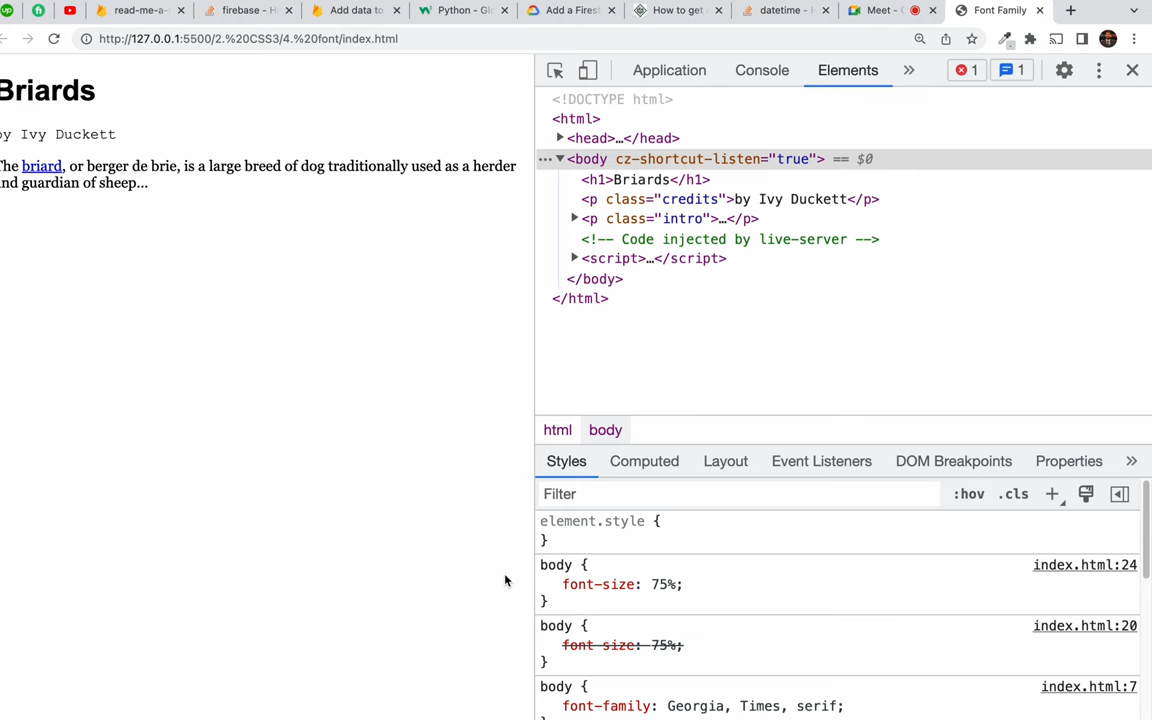 up fi read-me-a- firebase - H Add data to Python - Gl Add a Firest How to get datetime - H Meet - Font Family
http://127.0.0.1:5500/2.%20CSS3/4.%20font/index.html
Briards
by Ivy Duckett
The briard, or berger de brie, is a large breed of dog traditionally used as a herder
and guardian of sheep...
Application Console Elements » 1 1
<!DOCTYPE html>
<html>
<head>…</head>
<body cz-shortcut-listen="true"> == $0
<h1>Briards</h1>
<p class="credits">by Ivy Duckett</p>
<p class="intro">…</p>
<!-- Code injected by live-server -->
<script>…</script>
</body>
</html>
html body
Styles Computed Layout Event Listeners DOM Breakpoints Properties »
Filter :hov .cls +
element.style {
}
body { index.html:24
font-size: 75%;
}
body { index.html:20
font-size: 75%;
}
body { index.html:7
font-family: Georgia, Times, serif;